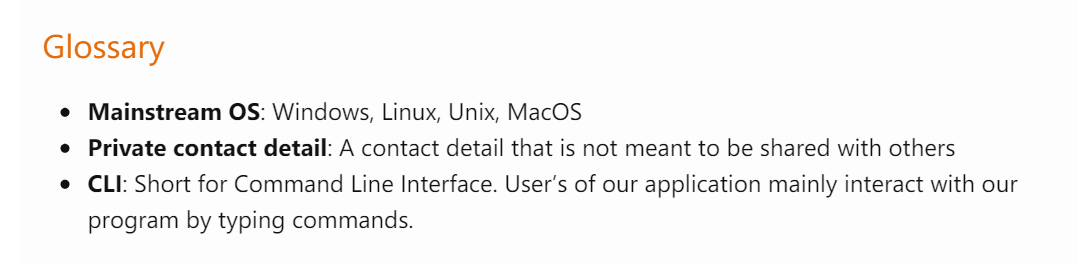 Glossary
Mainstream OS: Windows, Linux, Unix, MacOS
Private contact detail: A contact detail that is not meant to be shared with others
CLI: Short for Command Line Interface. User’s of our application mainly interact with our
program by typing commands.